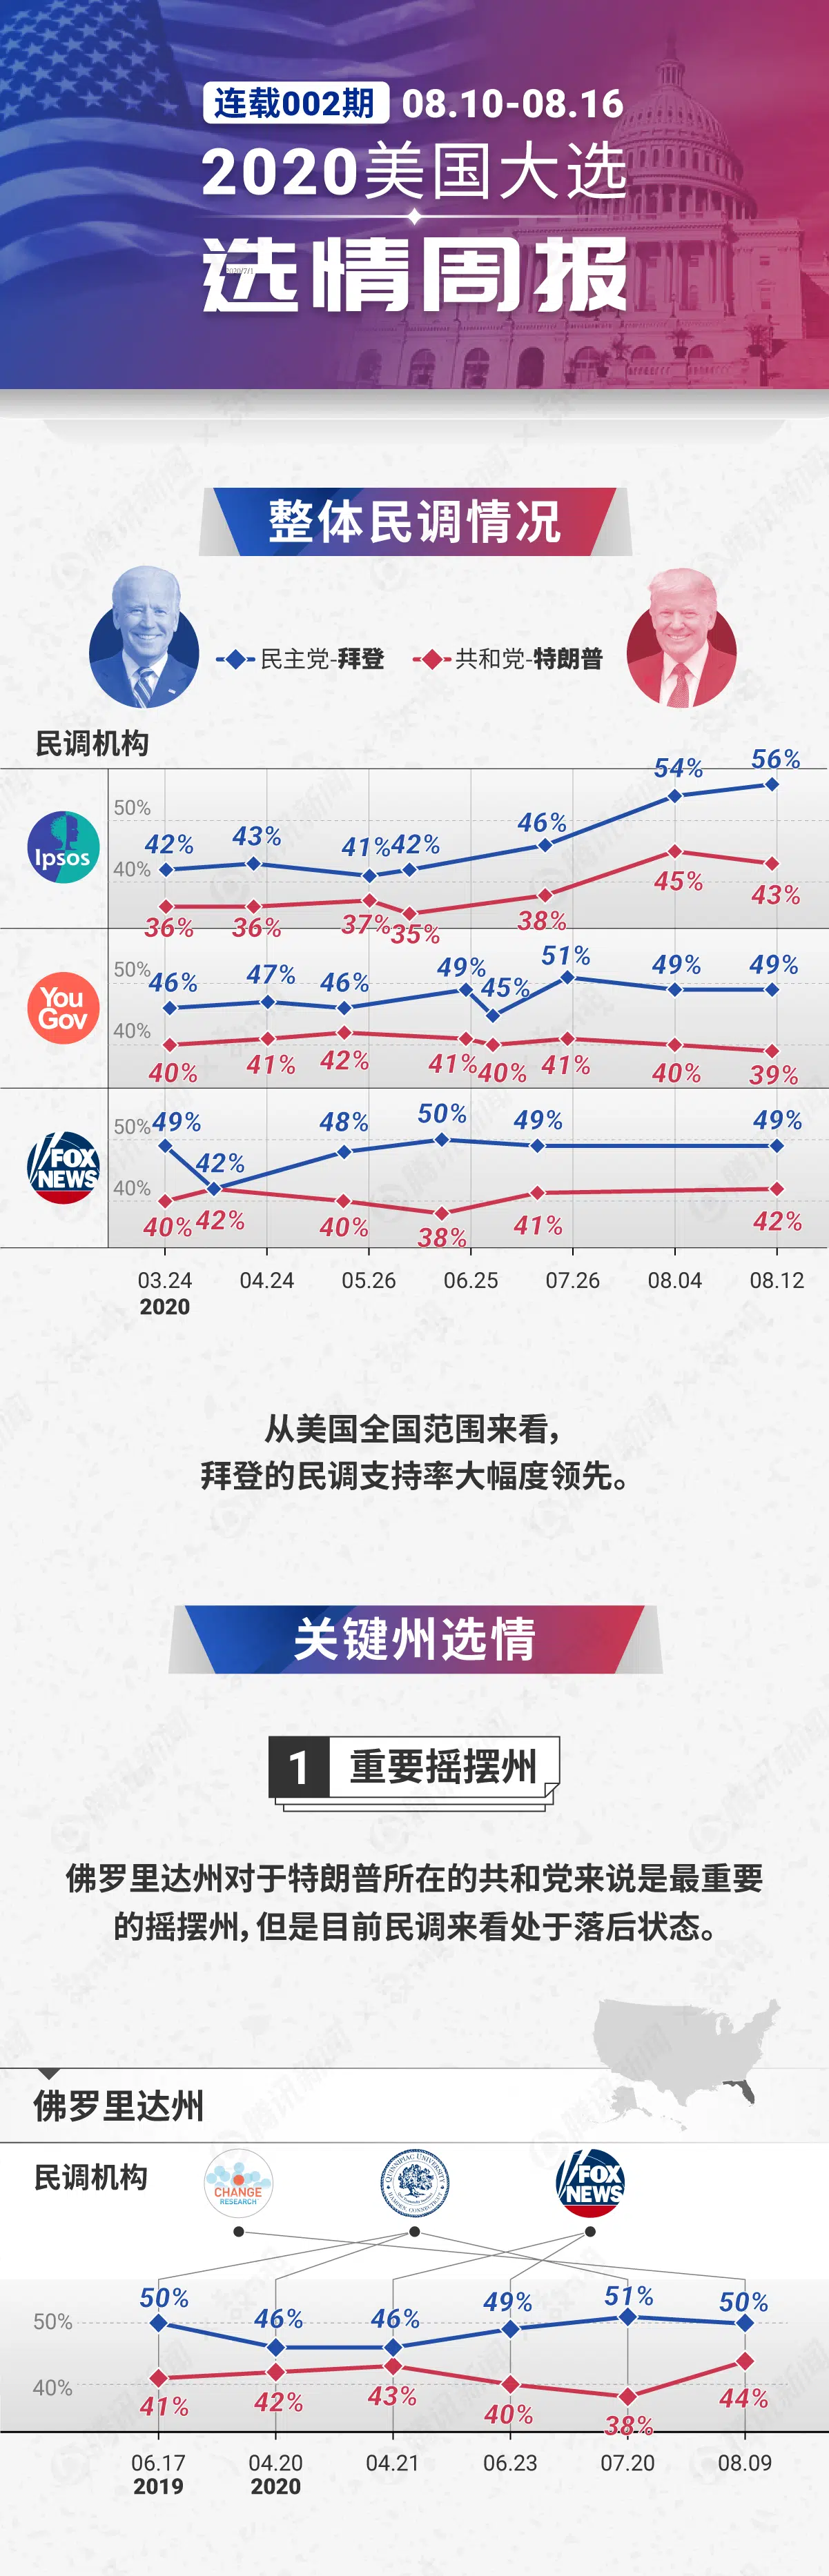 连载002期 08.10-08.16
2020美国大选
选情周报
2020/7/1
整体民调情况
民主党-拜登 共和党-特朗普
民调机构
54% 56%
50%
42% 43% 41% 42% 46%
Ipsos
40%
36% 36% 37% 35% 38% 45% 43%
50%
46% 47% 46% 49% 45% 51% 49% 49%
You
Gov
40%
40% 41% 42% 41% 40% 41% 40% 39%
50%
49% 42% 48% 50% 49% 49%
FOX
NEWS
40%
40% 42% 40% 38% 41% 42%
03.24 04.24 05.26 06.25 07.26 08.04 08.12
2020
从美国全国范围来看，
拜登的民调支持率大幅度领先。
关键州选情
1 重要摇摆州
佛罗里达州对于特朗普所在的共和党来说是最重要
的摇摆州，但是目前民调来看处于落后状态。
佛罗里达州
民调机构
CHANGE
RESEARCH
QUINNIPIAC UNIVERSITY
HAMDEN, CONNECTICUT
FOX
NEWS
50% 46% 46% 49% 51% 50%
50%
40%
41% 42% 43% 40% 38% 44%
06.17 04.20 04.21 06.23 07.20 08.09
2019 2020
腾讯新闻